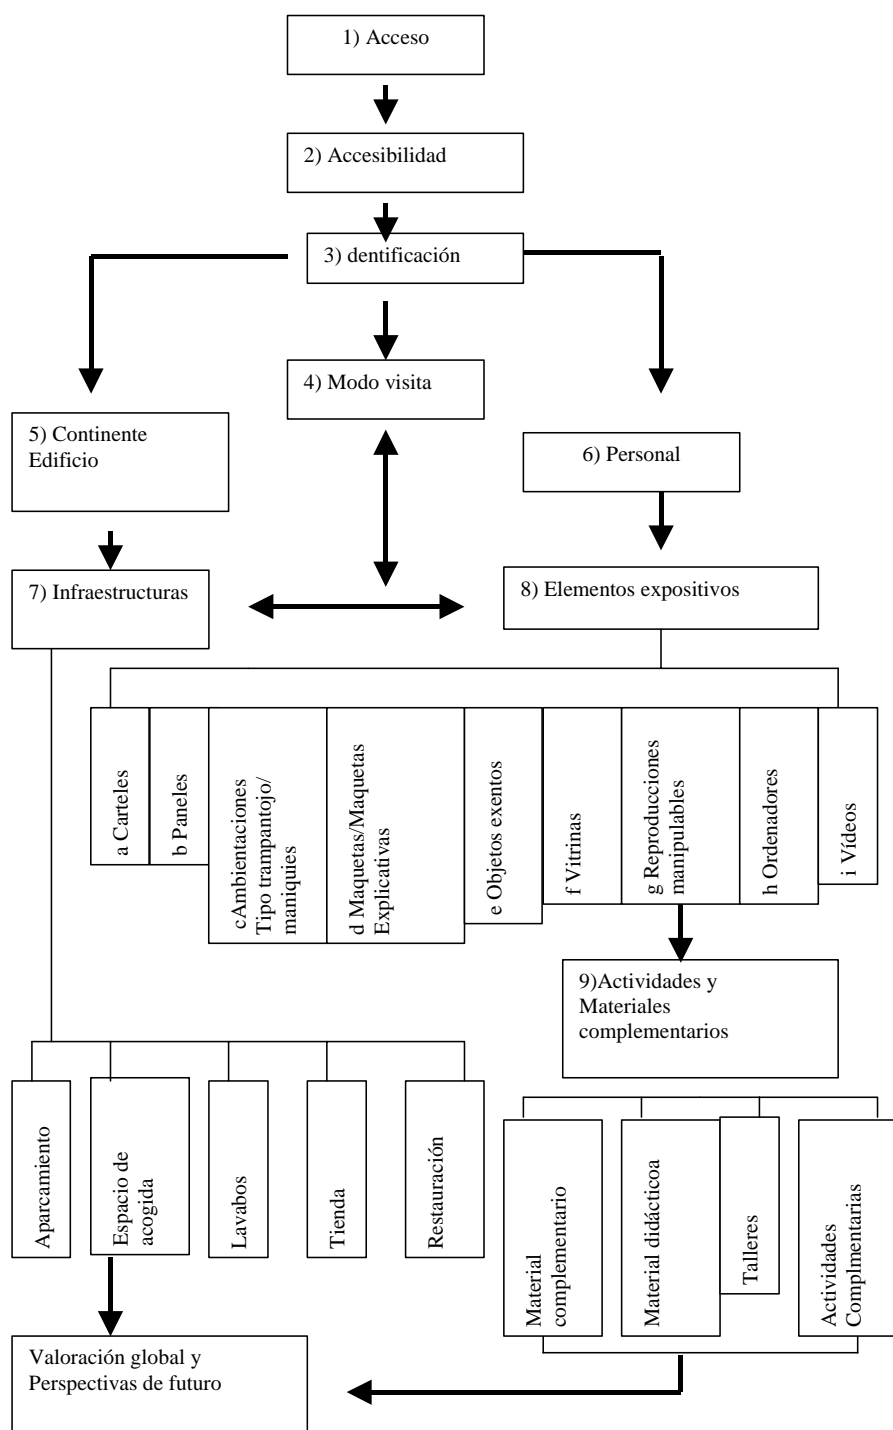 1) Acceso
2) Accesibilidad
3) dentificación
4) Modo visita
5) Continente
Edificio
6) Personal
7) Infraestructuras
8) Elementos expositivos
a Carteles
b Paneles
cAmbientaciones
Tipo trampantojo/
maniquies
d Maquetas/Maquetas
Explicativas
e Objetos exentos
f Vitrinas
g Reproducciones
manipulables
h Ordenadores
i Vídeos
9)Actividades y
Materiales
complementarios
Aparcamiento
Espacio de
acogida
Lavabos
Tienda
Restauración
Material
complementario
Material didácticoa
Talleres
Actividades
Complmentarias
Valoración global y
Perspectivas de futuro